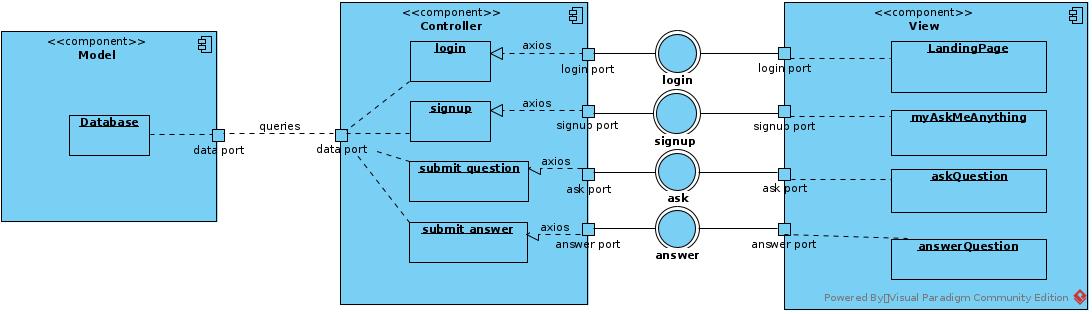 <<component>>
Model
Database
data port
queries
<<component>>
Controller
data port
login
signup
submit question
submit answer
axios
axios
axios
axios
login port
signup port
ask port
answer port
login
signup
ask
answer
<<component>>
View
login port
signup port
ask port
answer port
LandingPage
myAskMeAnything
askQuestion
answerQuestion
Powered By Visual Paradigm Community Edition